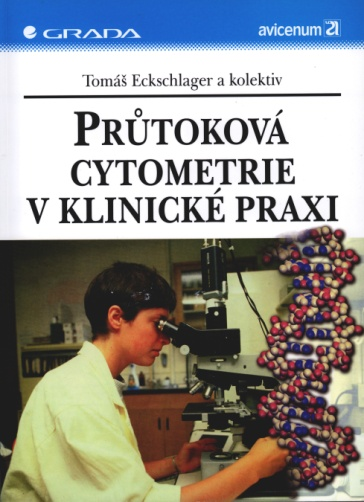 GRADA
avicenum
Tomáš Eckschlager a kolektiv
PRŮTOKOVÁ
CYTOMETRIE
V KLINICKÉ PRAXI